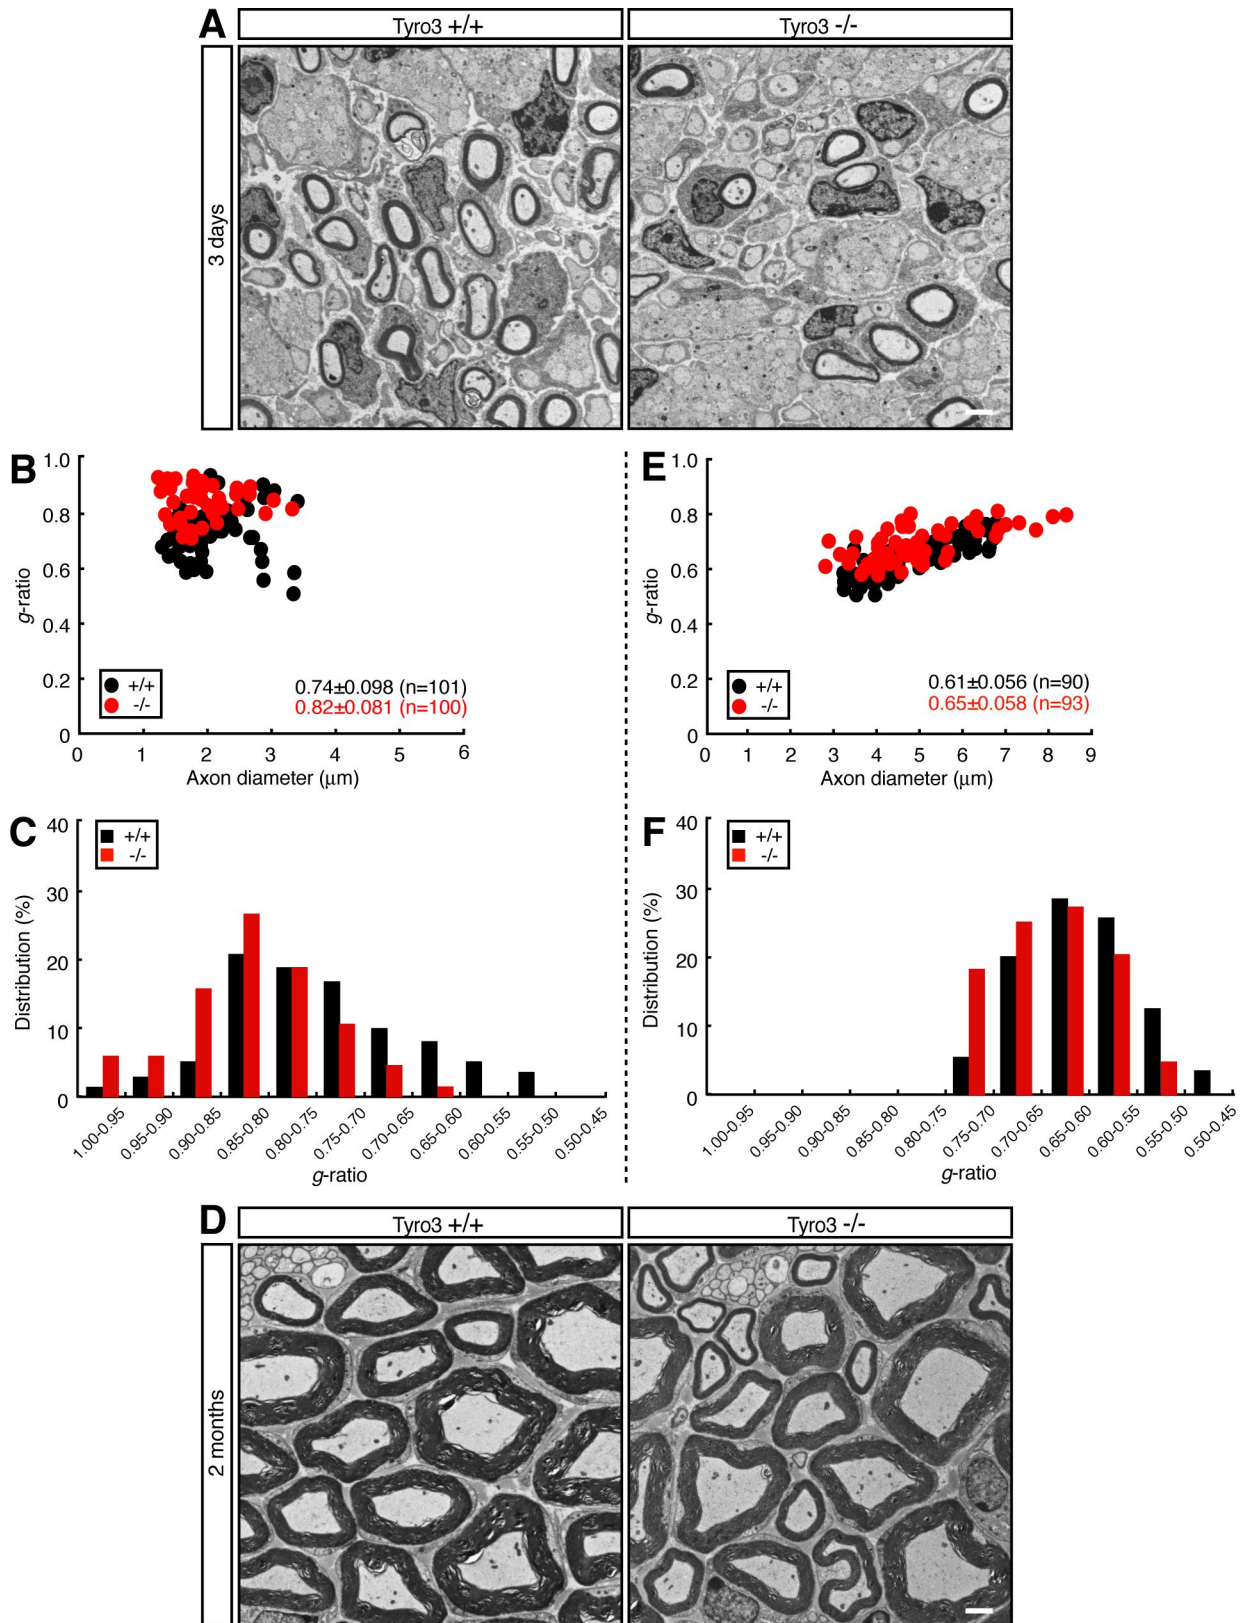 A
Tyro3 +/+
Tyro3 -/-
3 days
B
1.0
0.8
0.6
0.4
0.2
0
g-ratio
+/+
-/-
0.74±0.098 (n=101)
0.82±0.081 (n=100)
0 1 2 3 4 5 6
Axon diameter (μm)
E
1.0
0.8
0.6
0.4
0.2
0
g-ratio
+/+
-/-
0.61±0.056 (n=90)
0.65±0.058 (n=93)
0 1 2 3 4 5 6 7 8 9
Axon diameter (μm)
C
40
30
20
10
0
Distribution (%)
+/+
-/-
1.00-0.95
0.95-0.90
0.90-0.85
0.85-0.80
0.80-0.75
0.75-0.70
0.70-0.65
0.65-0.60
0.60-0.55
0.55-0.50
0.50-0.45
g-ratio
F
40
30
20
10
0
Distribution (%)
+/+
-/-
1.00-0.95
0.95-0.90
0.90-0.85
0.85-0.80
0.80-0.75
0.75-0.70
0.70-0.65
0.65-0.60
0.60-0.55
0.55-0.50
0.50-0.45
g-ratio
D
Tyro3 +/+
Tyro3 -/-
2 months